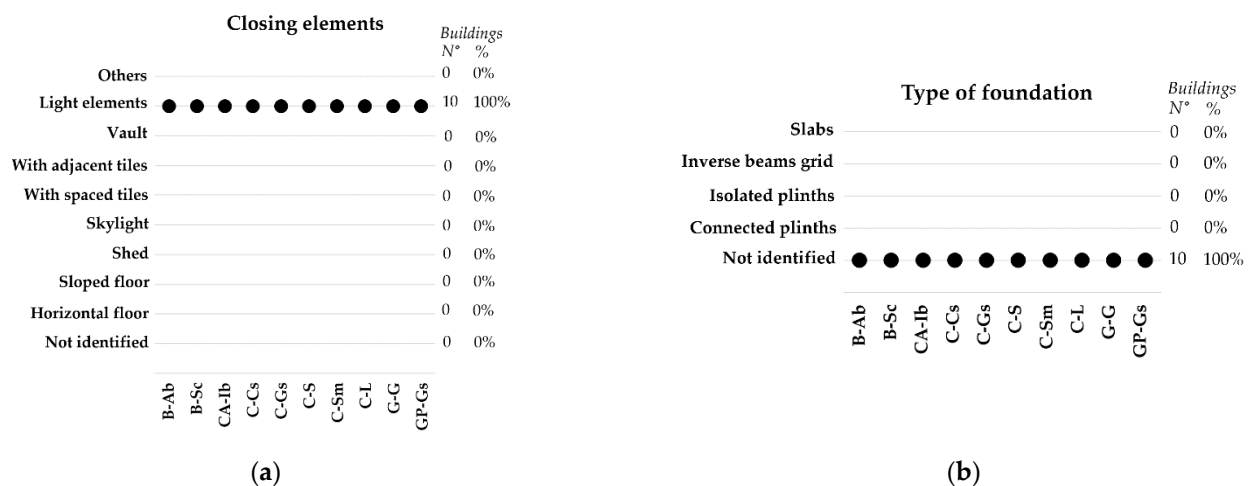 Closing elements
Buildings
N° %
Others 0 0%
Light elements 10 100%
Vault 0 0%
With adjacent tiles 0 0%
With spaced tiles 0 0%
Skylight 0 0%
Shed 0 0%
Sloped floor 0 0%
Horizontal floor 0 0%
Not identified 0 0%
B-Ab
B-Sc
CA-Ib
C-Cs
C-Gs
C-S
C-Sm
C-L
G-G
GP-Gs
(a)
Type of foundation
Buildings
N° %
Slabs 0 0%
Inverse beams grid 0 0%
Isolated plinths 0 0%
Connected plinths 0 0%
Not identified 10 100%
B-Ab
B-Sc
CA-Ib
C-Cs
C-Gs
C-S
C-Sm
C-L
G-G
GP-Gs
(b)